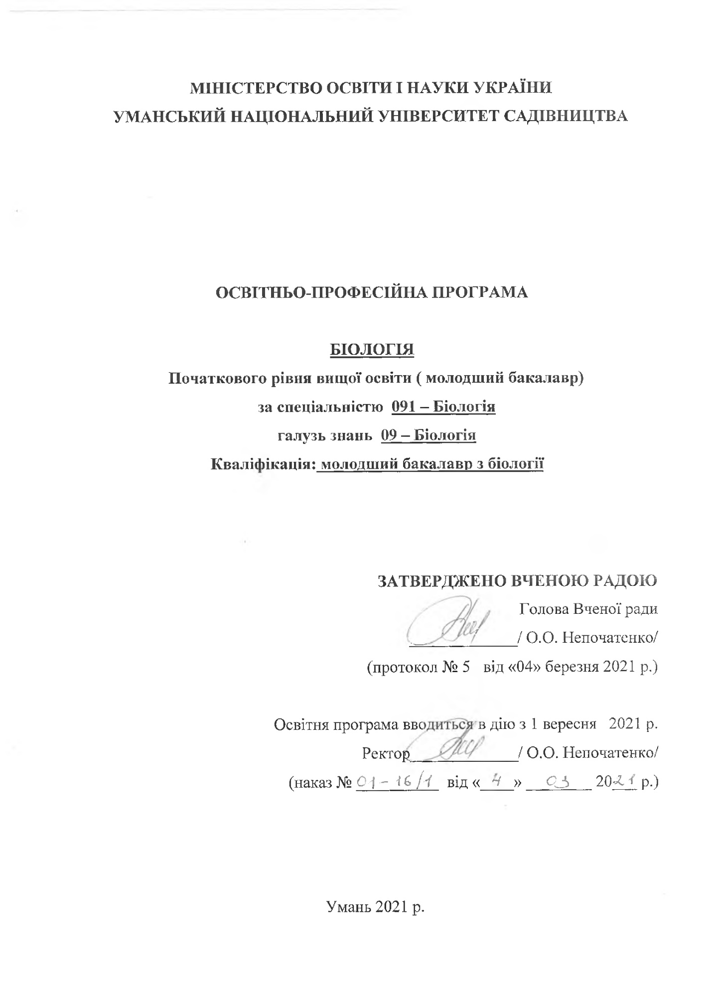 МІНІСТЕРСТВО ОСВІТИ І НАУКИ УКРАЇНИ
УМАНСЬКИЙ НАЦІОНАЛЬНИЙ УНІВЕРСИТЕТ САДІВНИЦТВА
ОСВІТНЬО-ПРОФЕСІЙНА ПРОГРАМА
БІОЛОГІЯ
Початкового рівня вищої освіти ( молодший бакалавр)
за спеціальністю 091 – Біологія
галузь знань 09 – Біологія
Кваліфікація: молодший бакалавр з біології
ЗАТВЕРДЖЕНО ВЧЕНОЮ РАДОЮ
Голова Вченої ради
/ О.О. Непочатенко/
(протокол № 5 від «04» березня 2021 р.)
Освітня програма вводиться в дію з 1 вересня 2021 р.
Ректор / О.О. Непочатенко/
(наказ № 01-16/1 від « 4 » 03 2021 р.)
Умань 2021 р.